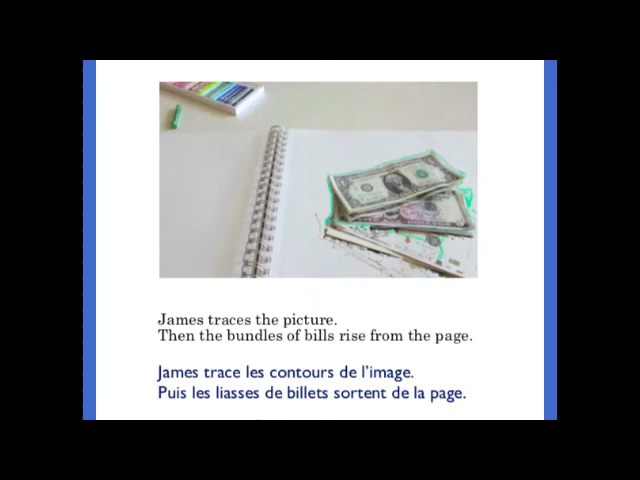 James traces the picture.
Then the bundles of bills rise from the page.
James trace les contours de l'image.
Puis les liasses de billets sortent de la page.